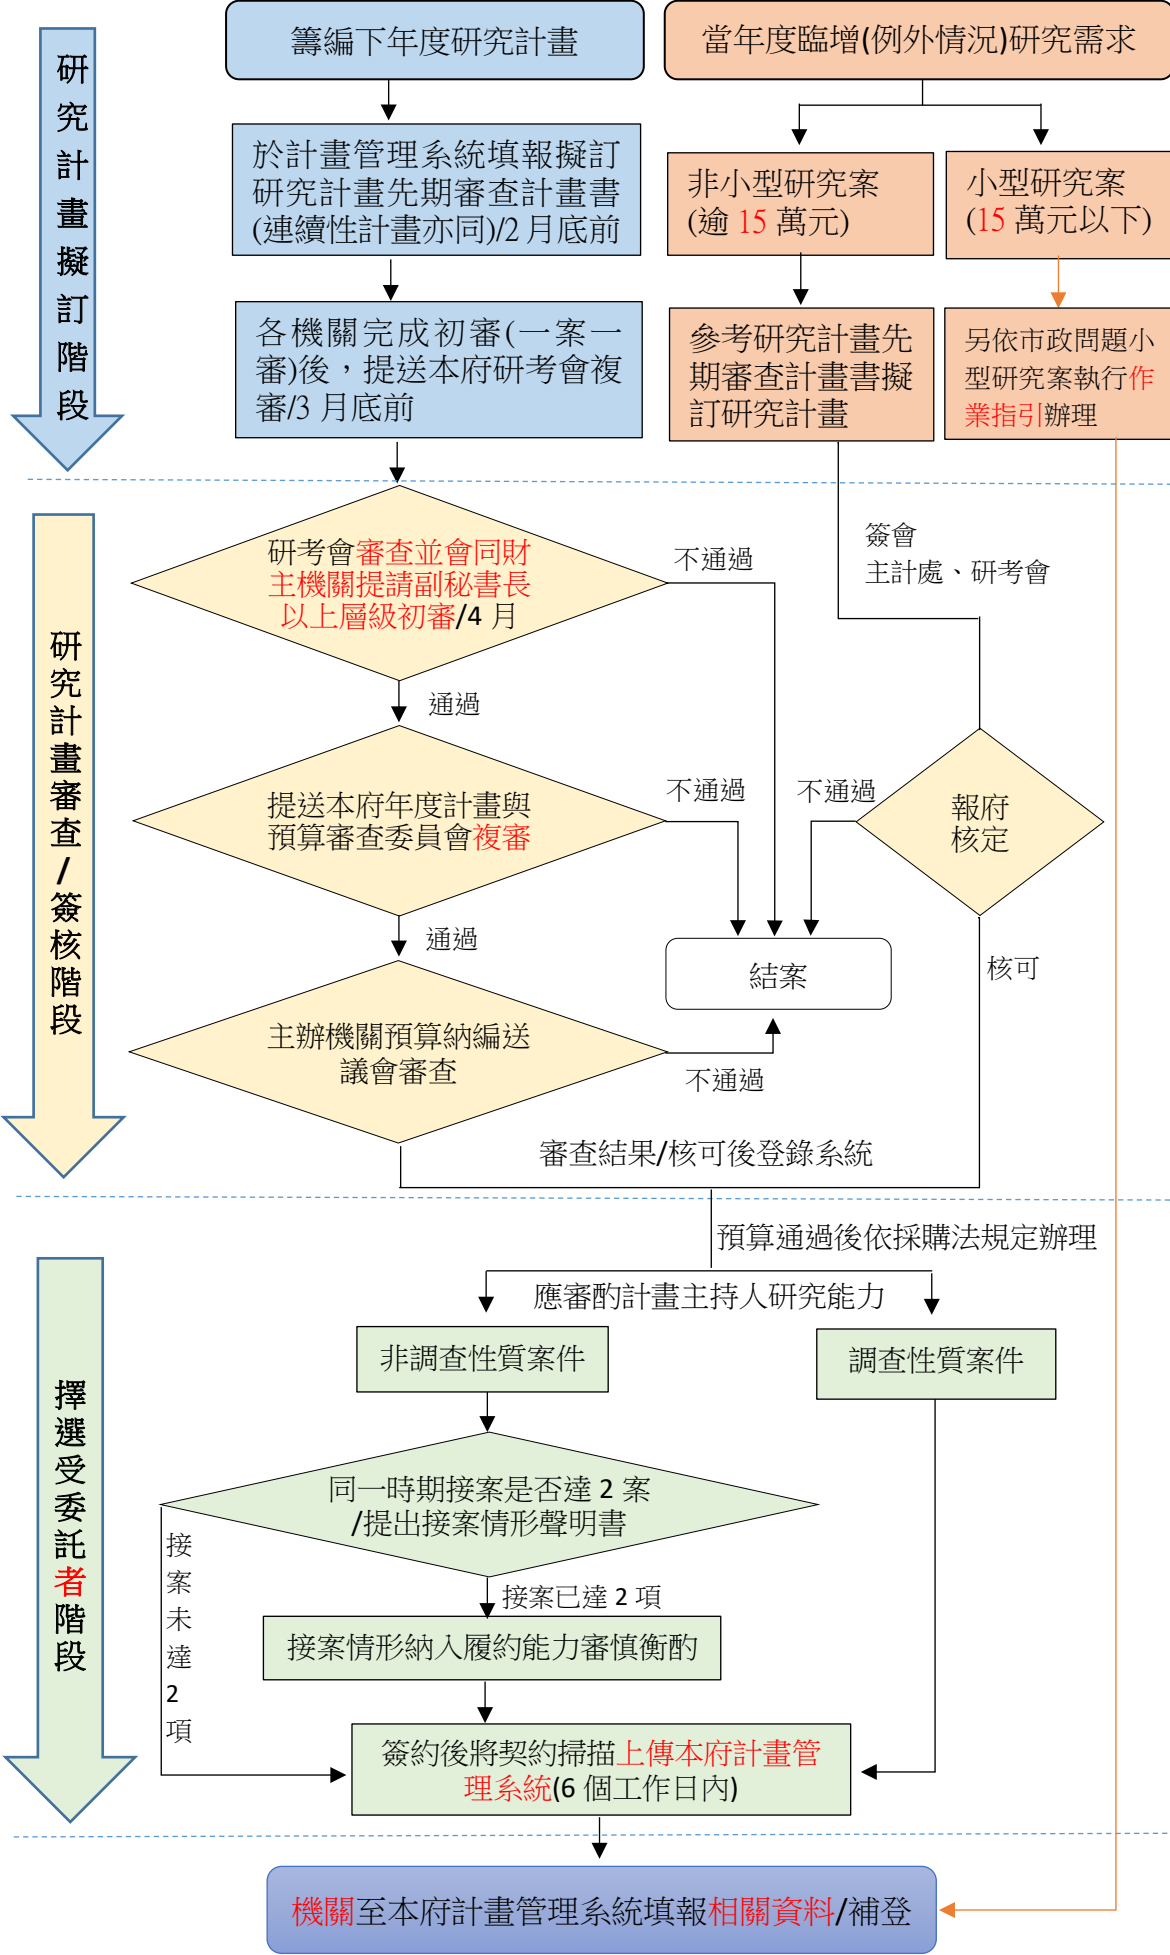 研究計畫擬訂階段
籌編下年度研究計畫
當年度臨增(例外情況)研究需求
於計畫管理系統填報擬訂
研究計畫先期審查計畫書
(連續性計畫亦同)/2 月底前
非小型研究案
(逾 15 萬元)
小型研究案
(15 萬元以下)
各機關完成初審(一案一
審)後，提送本府研考會複
審/3 月底前
參考研究計畫先
期審查計畫書擬
訂研究計畫
另依市政問題小
型研究案執行作
業指引辦理
研究計畫審查/簽核階段
研考會審查並會同財
主機關提請副秘書長
以上層級初審/4 月
不通過
簽會
主計處、研考會
通過
提送本府年度計畫與
預算審查委員會複審
不通過
不通過
報府
核定
通過
結案
核可
主辦機關預算納編送
議會審查
不通過
審查結果/核可後登錄系統
預算通過後依採購法規定辦理
應審酌計畫主持人研究能力
擇選受委託者階段
非調查性質案件
調查性質案件
同一時期接案是否達 2 案
/提出接案情形聲明書
接案未達2項
接案已達 2 項
接案情形納入履約能力審慎衡酌
簽約後將契約掃描上傳本府計畫管
理系統(6 個工作日內)
機關至本府計畫管理系統填報相關資料/補登